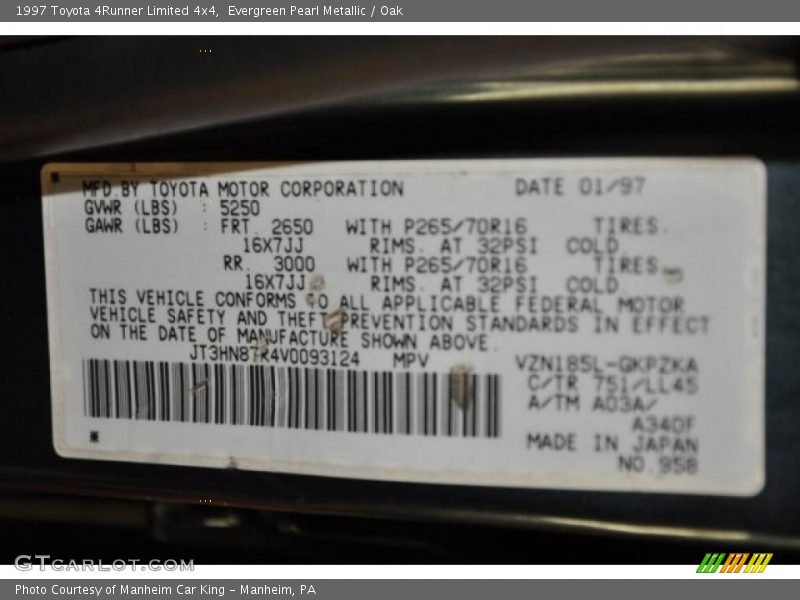 1997 Toyota 4Runner Limited 4x4, Evergreen Pearl Metallic / Oak
MFD BY TOYOTA MOTOR CORPORATION DATE 01/97
GVWR (LBS) : 5250
GAWR (LBS) : FRT. 2650 WITH P265/70R16 TIRES.
16X7JJ RIMS. AT 32PSI COLD.
RR. 3000 WITH P265/70R16 TIRES
16X7JJ RIMS. AT 32PSI COLD.
THIS VEHICLE CONFORMS TO ALL APPLICABLE FEDERAL MOTOR
VEHICLE SAFETY AND THEFT PREVENTION STANDARDS IN EFFECT
ON THE DATE OF MANUFACTURE SHOWN ABOVE.
JT3HN87R4V0093124 MPV VZN185L-GKPZKA
C/TR 751/LL45
A/TM A03A/
A340F
MADE IN JAPAN
NO.958
GTCARLOT.COM
Photo Courtesy of Manheim Car King - Manheim, PA